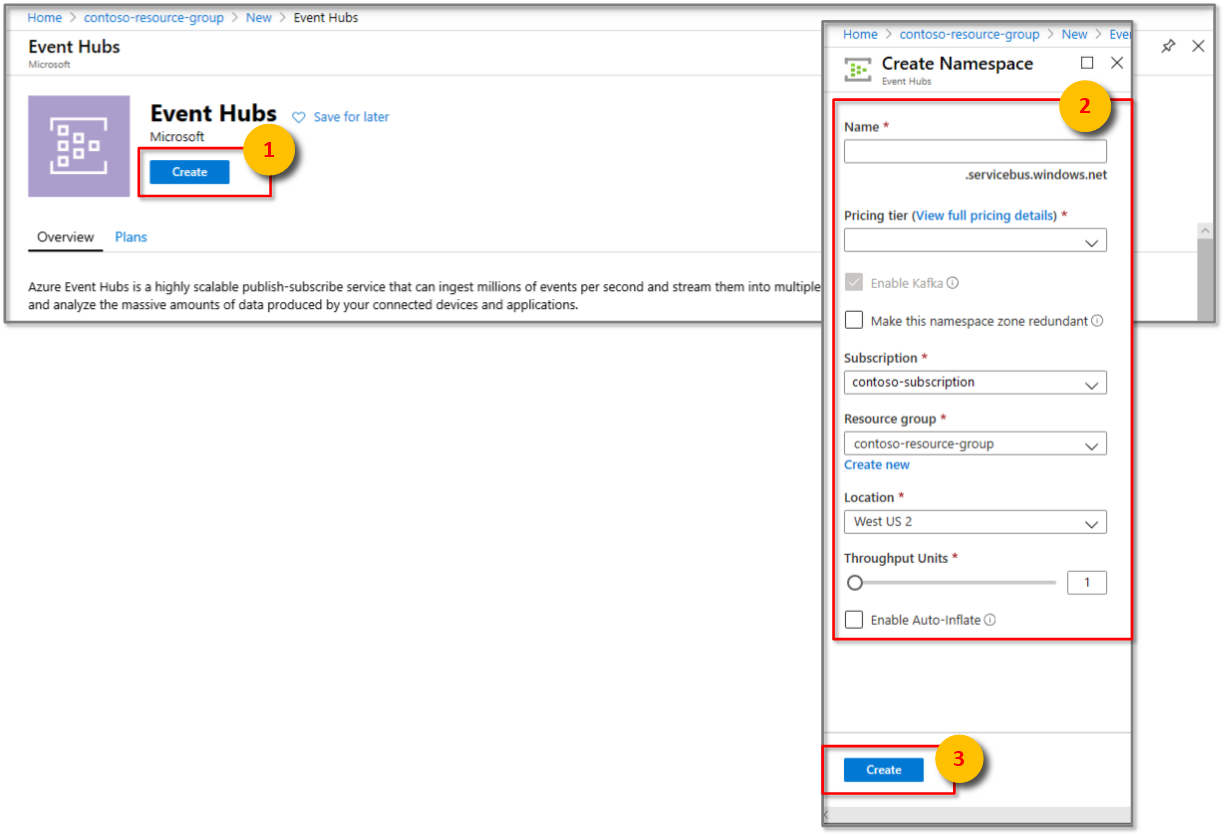 Home > contoso-resource-group > New > Event Hubs
Event Hubs
Microsoft
Event Hubs
Save for later
Microsoft
1
Create
Overview
Plans
Azure Event Hubs is a highly scalable publish-subscribe service that can ingest millions of events per second and stream them into multiple
and analyze the massive amounts of data produced by your connected devices and applications.
Home > contoso-resource-group > New >
Create Namespace
Event Hubs
2
Name *
.servicebus.windows.net
Pricing tier (View full pricing details) *
Enable Kafka
Make this namespace zone redundant
Subscription *
contoso-subscription
Resource group *
contoso-resource-group
Create new
Location *
West US 2
Throughput Units *
1
Enable Auto-Inflate
3
Create